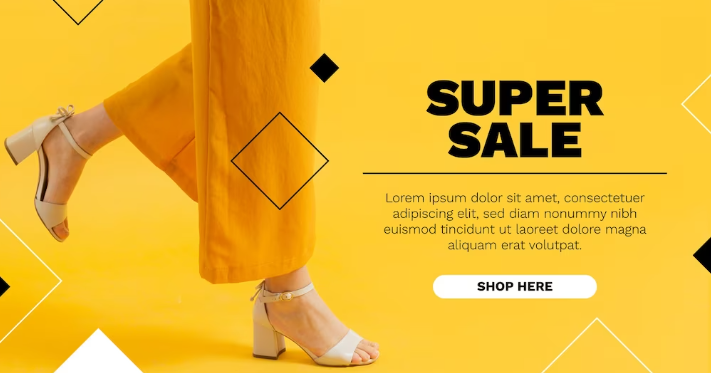 SUPER
SALE
Lorem ipsum dolor sit amet, consectetuer
adipiscing elit, sed diam nonummy nibh
euismod tincidunt ut laoreet dolore magna
aliquam erat volutpat.
SHOP HERE